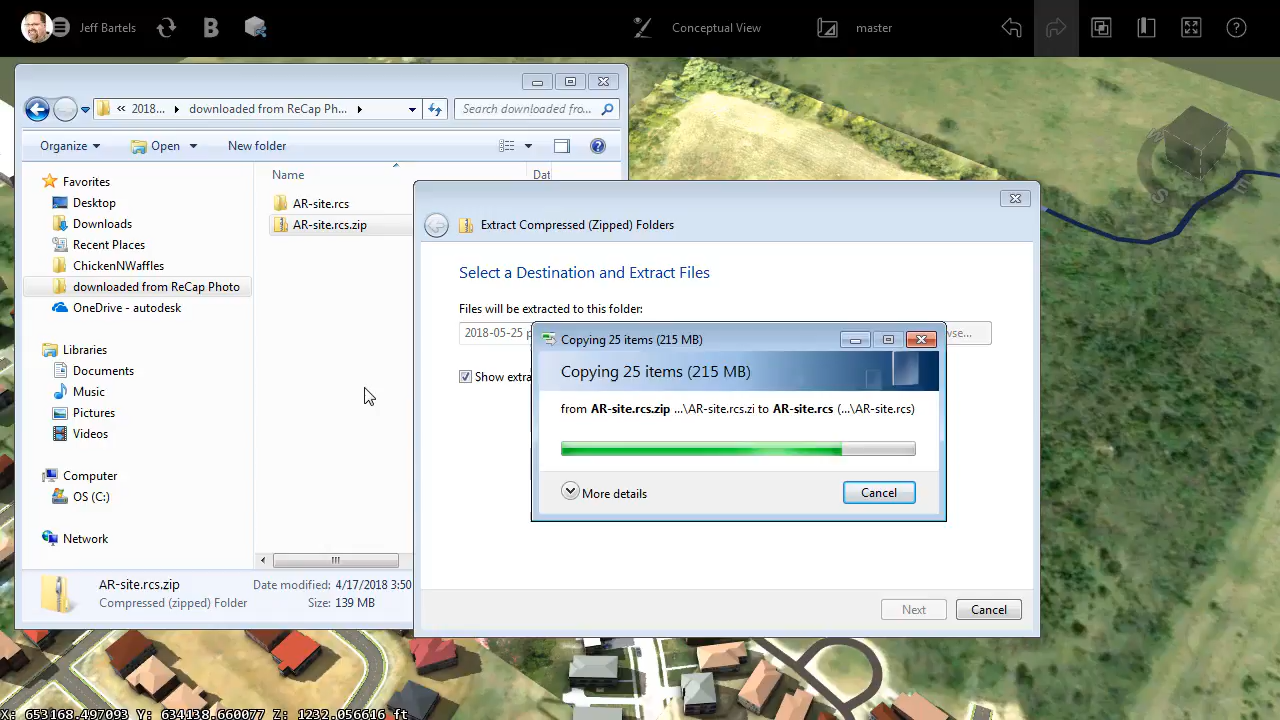 Jeff Bartels
Conceptual View
master
2018...
downloaded from ReCap Ph...
Search downloaded fro...
Organize
Open
New folder
Favorites
Desktop
Downloads
Recent Places
ChickenNWaffles
downloaded from ReCap Photo
OneDrive - autodesk
Libraries
Documents
Music
Pictures
Videos
Computer
OS (C:)
Network
Name
Dat
AR-site.rcs
AR-site.rcs.zip
AR-site.rcs.zip
Date modified: 4/17/2018 3:50
Compressed (zipped) Folder
Size: 139 MB
Extract Compressed (Zipped) Folders
Select a Destination and Extract Files
Files will be extracted to this folder:
2018-05-25 p
wse...
Show extra
Copying 25 items (215 MB)
Copying 25 items (215 MB)
from AR-site.rcs.zip ...\AR-site.rcs.zi to AR-site.rcs (...\AR-site.rcs)
More details
Cancel
Next
Cancel
S
E
X: 653168.497093 Y: 634138.660077 Z: 1232.056616 ft